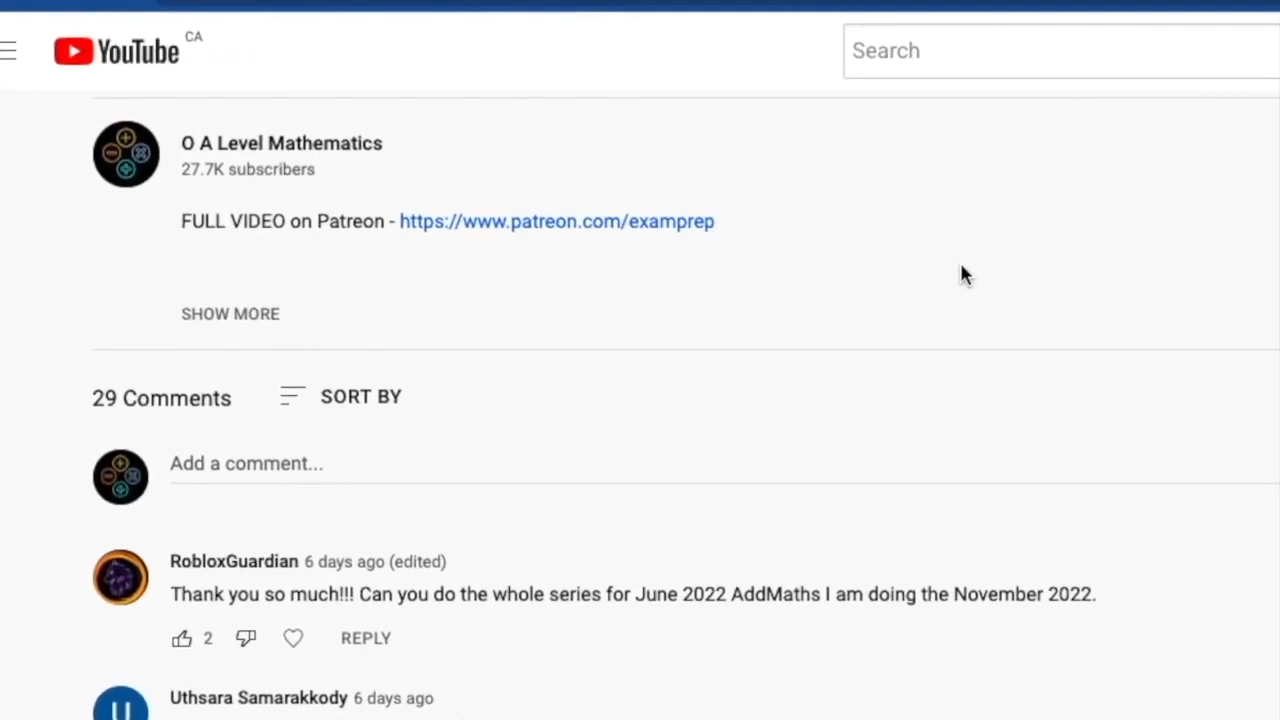 YouTube CA
Search
O A Level Mathematics
27.7K subscribers
FULL VIDEO on Patreon - https://www.patreon.com/examprep
SHOW MORE
29 Comments SORT BY
Add a comment...
RobloxGuardian 6 days ago (edited)
Thank you so much!!! Can you do the whole series for June 2022 AddMaths I am doing the November 2022.
2 REPLY
Uthsara Samarakkody 6 days ago
U